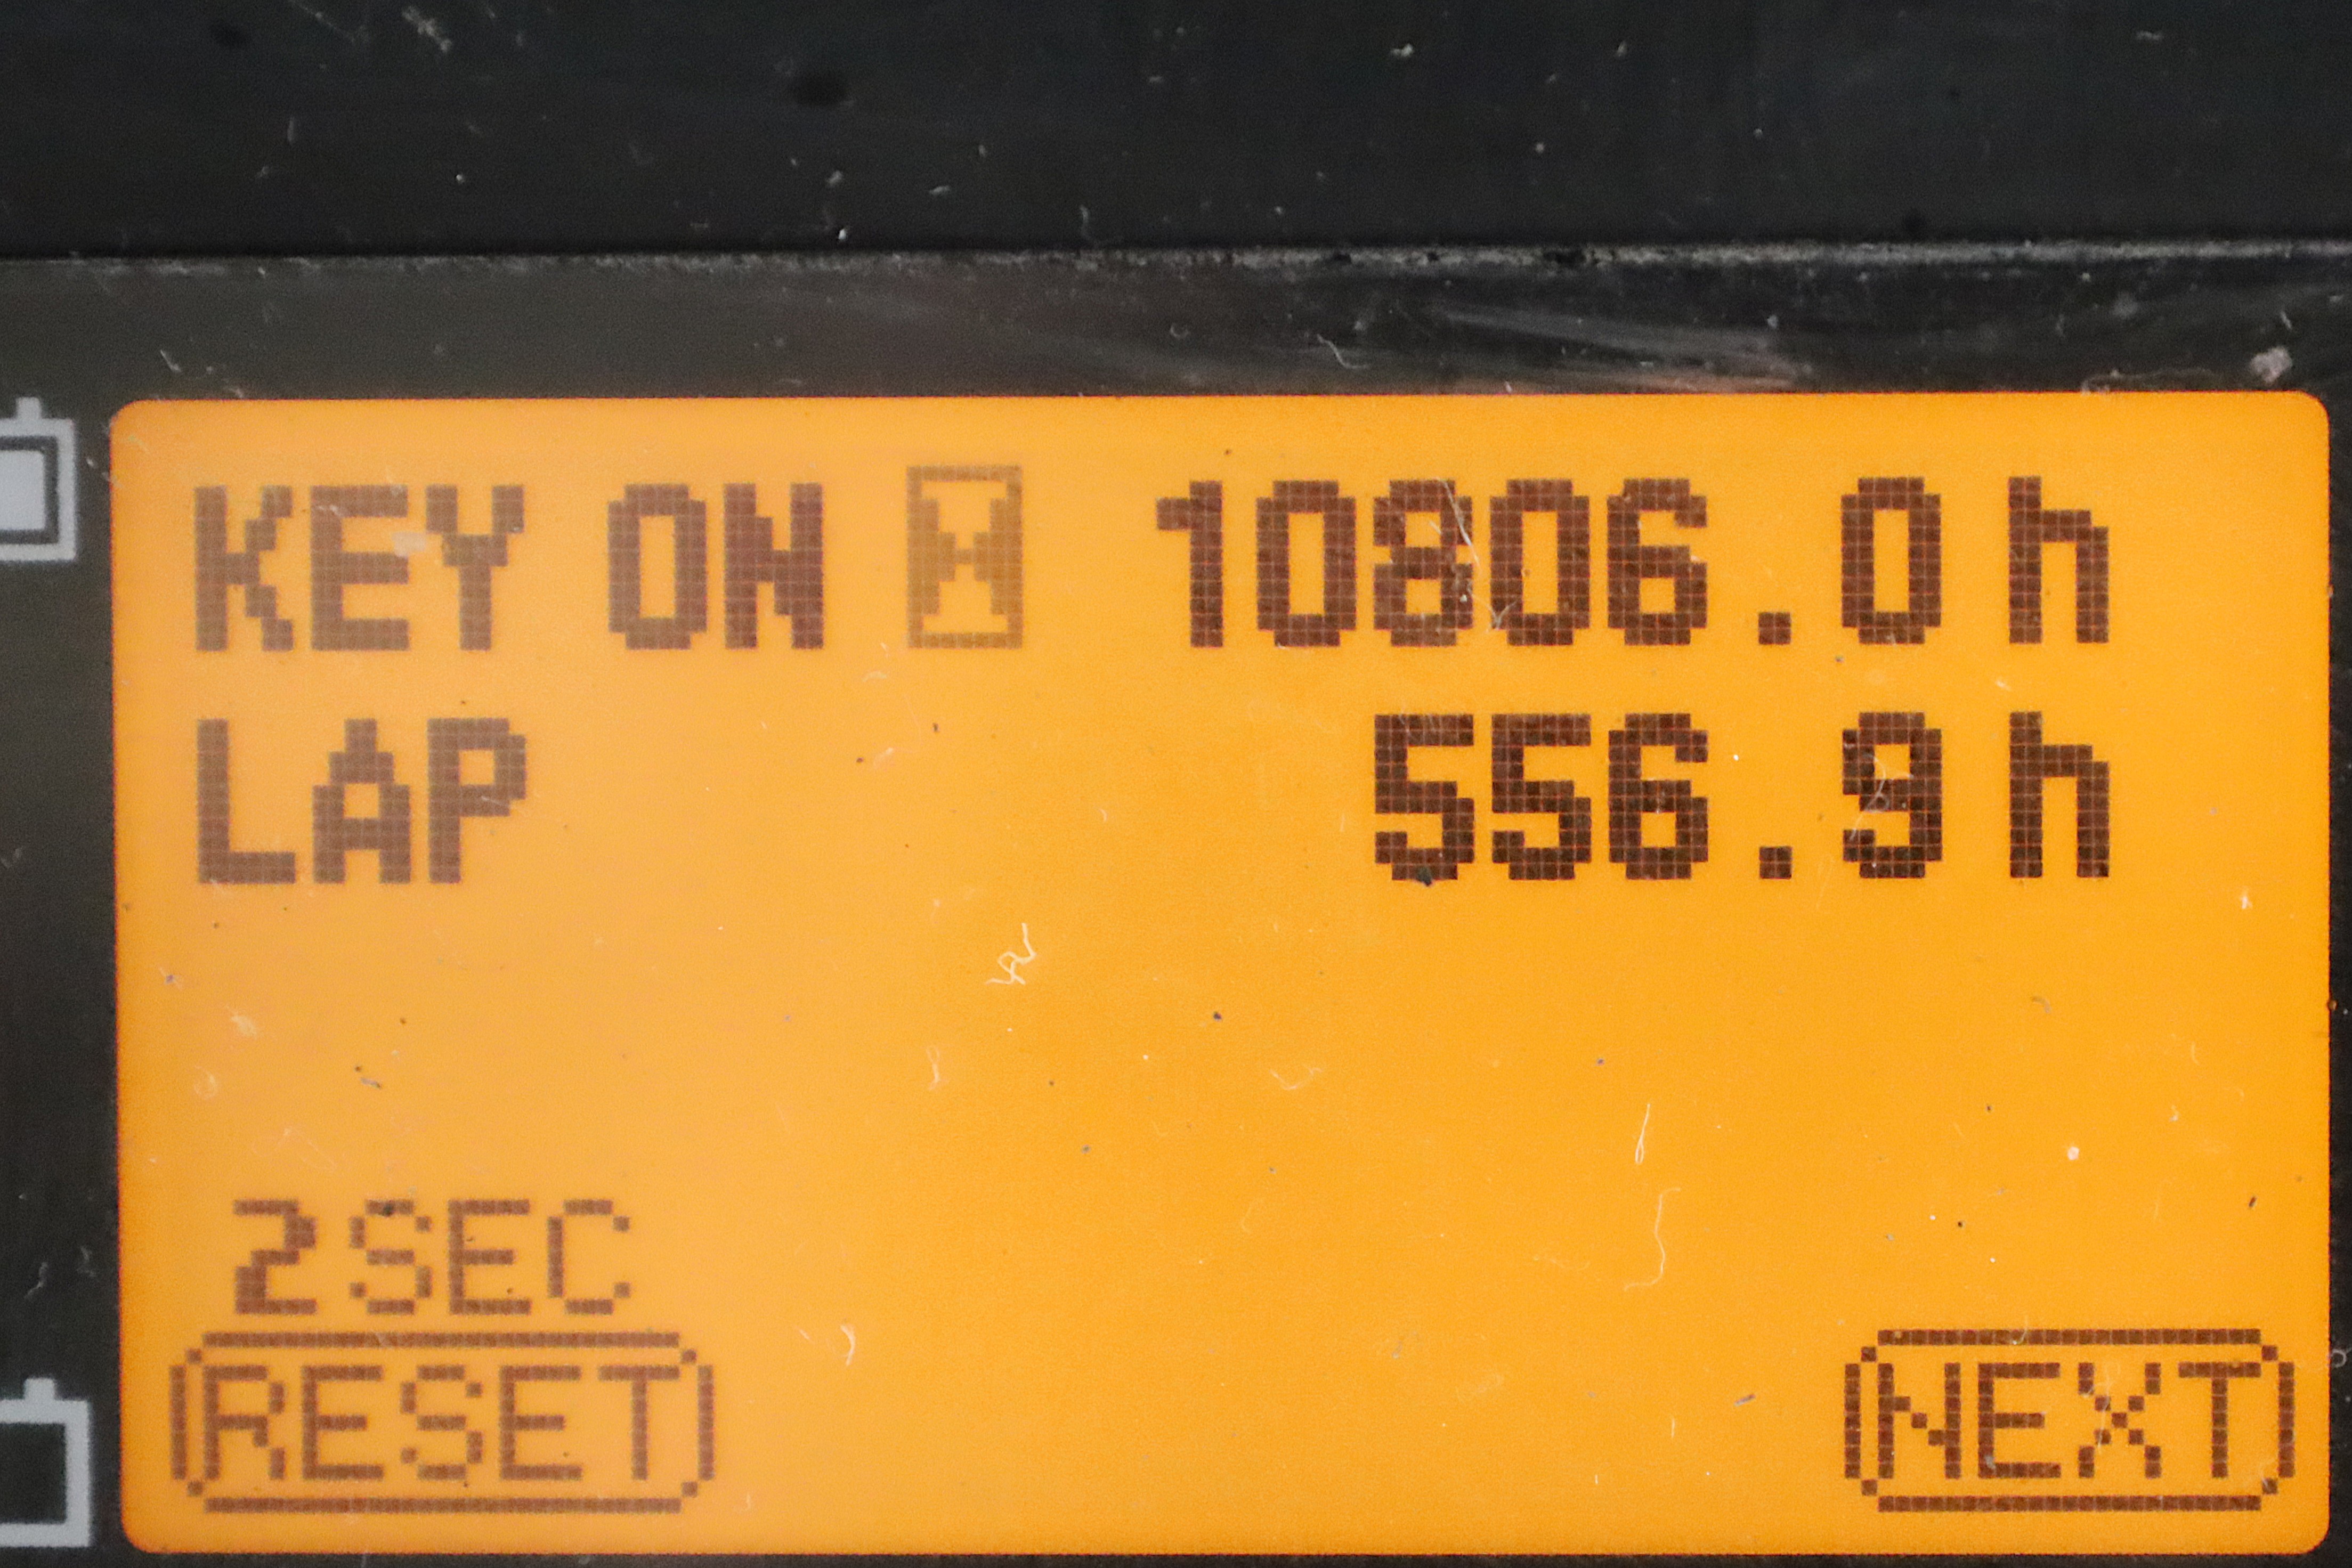 KEY ON 10806.0 h
LAP 556.9 h
2 SEC
RESET NEXT